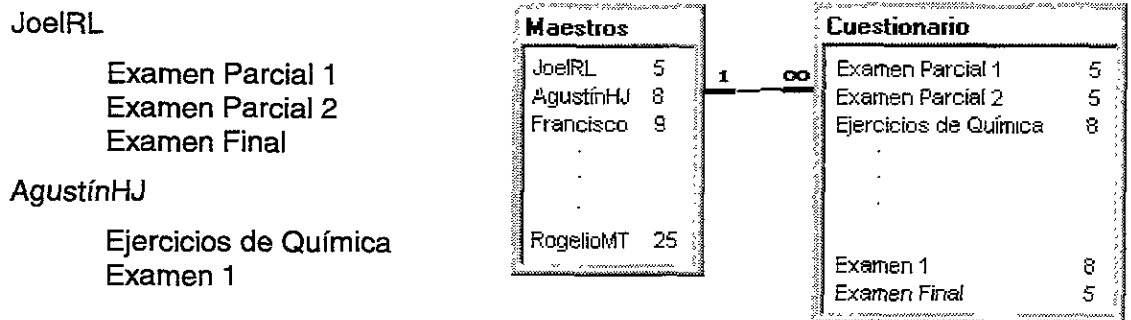 JoelRL
Examen Parcial 1
Examen Parcial 2
Examen Final
AgustínHJ
Ejercicios de Química
Examen 1
Maestros
JoelRL 5
AgustínHJ 8
Francisco 9
.
.
.
RogelioMT 25
1 ∞
Cuestionario
Examen Parcial 1 5
Examen Parcial 2 5
Ejercicios de Química 8
.
.
Examen 1 8
Examen Final 5